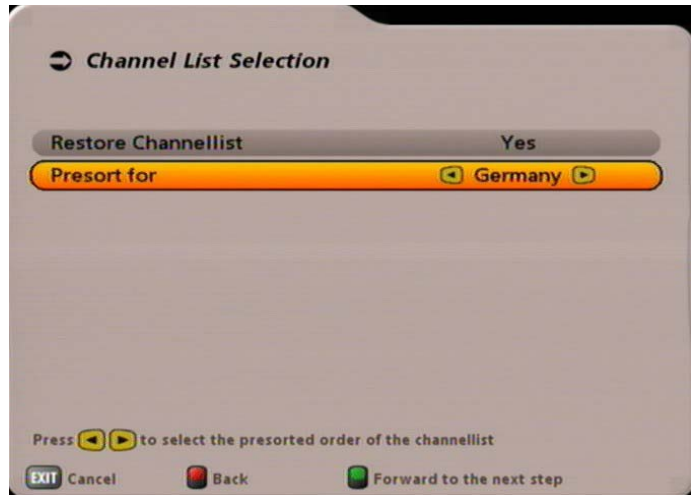 Channel List Selection
Restore Channellist Yes
Presort for Germany
Press to select the presorted order of the channellist
EXIT Cancel Back Forward to the next step